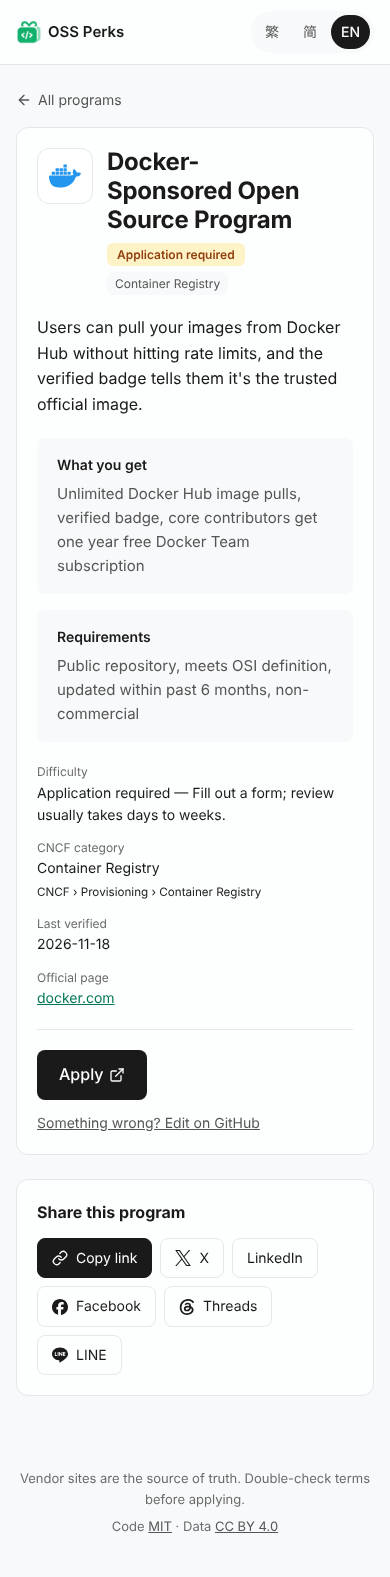 OSS Perks
繁 简 EN
All programs
Docker-
Sponsored Open
Source Program
Application required
Container Registry
Users can pull your images from Docker
Hub without hitting rate limits, and the
verified badge tells them it's the trusted
official image.
What you get
Unlimited Docker Hub image pulls,
verified badge, core contributors get
one year free Docker Team
subscription
Requirements
Public repository, meets OSI definition,
updated within past 6 months, non-
commercial
Difficulty
Application required — Fill out a form; review
usually takes days to weeks.
CNCF category
Container Registry
CNCF › Provisioning › Container Registry
Last verified
2026-11-18
Official page
docker.com
Apply
Something wrong? Edit on GitHub
Share this program
Copy link X LinkedIn
Facebook Threads
LINE
Vendor sites are the source of truth. Double-check terms
before applying.
Code MIT · Data CC BY 4.0